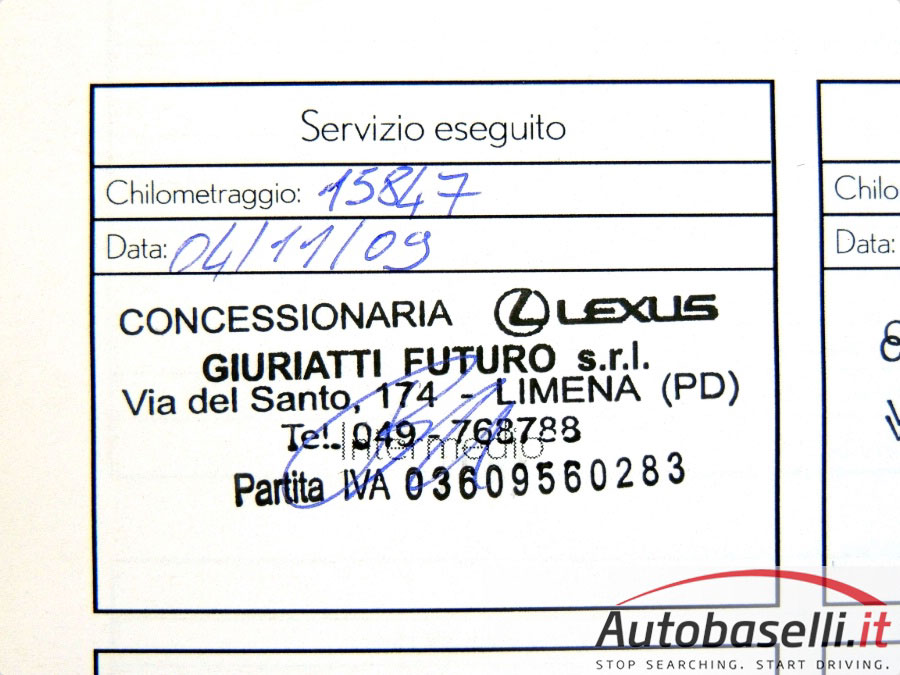 Servizio eseguito
Chilometraggio: 15847
Data: 04/11/09
CONCESSIONARIA LEXUS
GIURIATTI FUTURO s.r.l.
Via del Santo, 174 - LIMENA (PD)
Tel. 049 - 768788
Intermedio
Partita IVA 03609560283
Chilo
Data:
Autobaselli.it
STOP SEARCHING. START DRIVING.